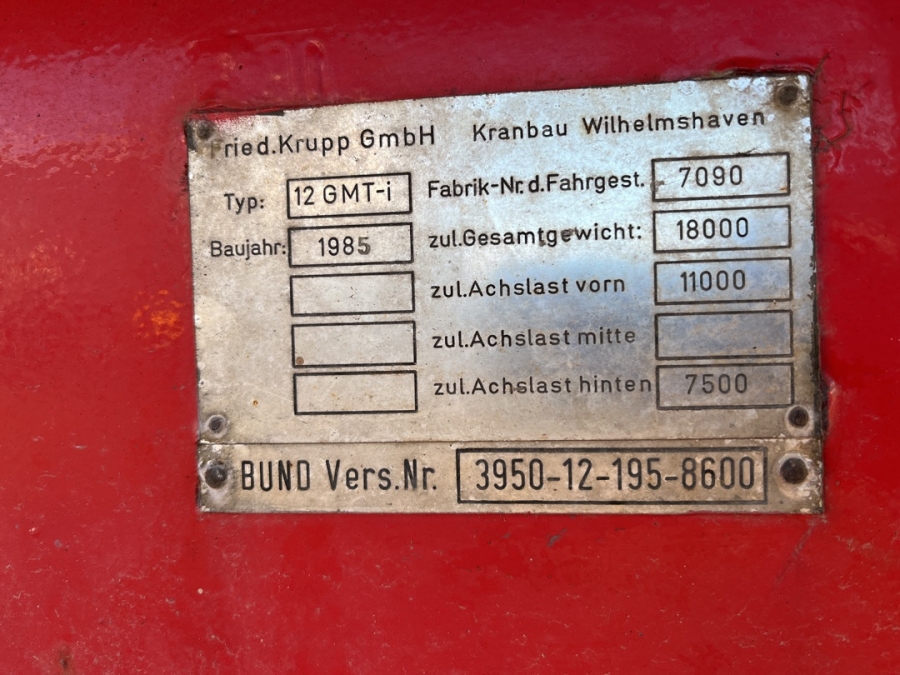 Fried.Krupp GmbH Kranbau Wilhelmshaven
Typ: 12 GMT-i Fabrik-Nr.d.Fahrgest. 7090
Baujahr: 1985 zul.Gesamtgewicht: 18000
zul.Achslast vorn 11000
zul.Achslast mitte
zul.Achslast hinten 7500
BUND Vers.Nr. 3950-12-195-8600